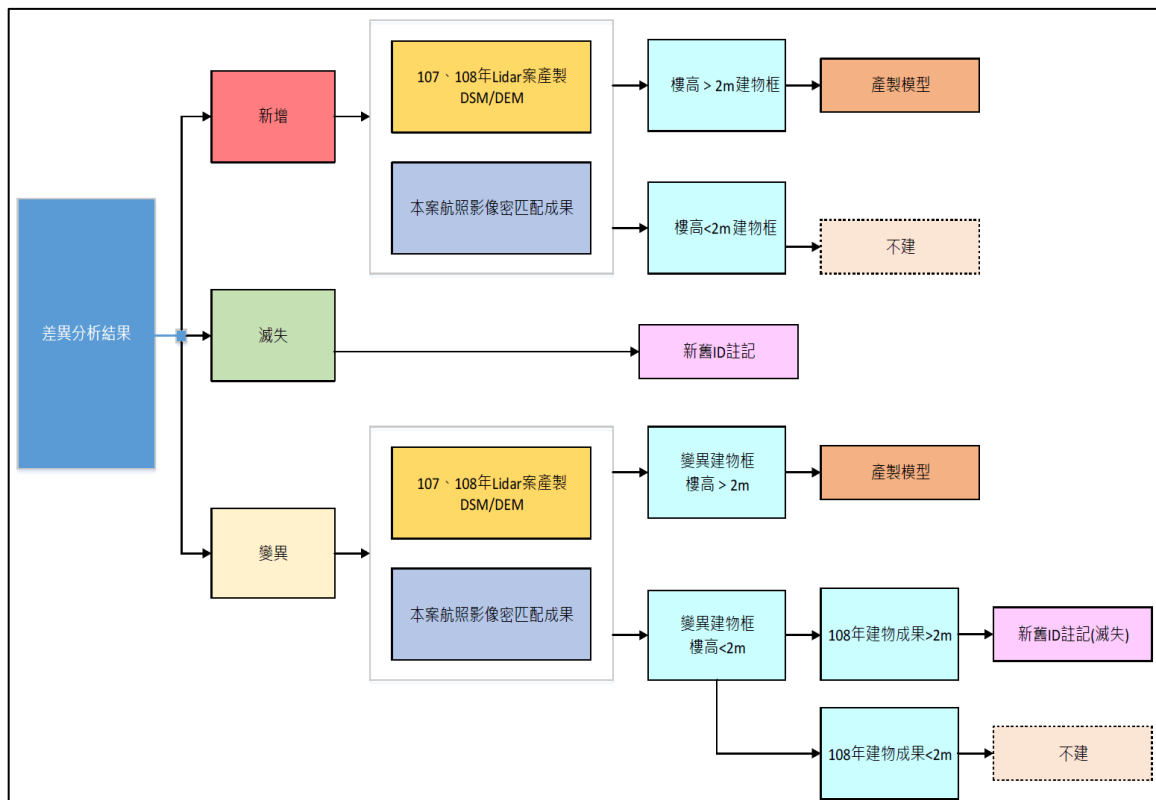 差異分析結果
新增
107、108年Lidar案產製
DSM/DEM
本案航照影像密匹配成果
樓高 > 2m建物框
產製模型
樓高<2m 建物框
不建
滅失
新舊ID註記
變異
107、108年Lidar案產製
DSM/DEM
本案航照影像密匹配成果
變異建物框
樓高 > 2m
產製模型
變異建物框
樓高<2m
108年建物成果>2m
新舊ID註記(滅失)
108年建物成果<2m
不建